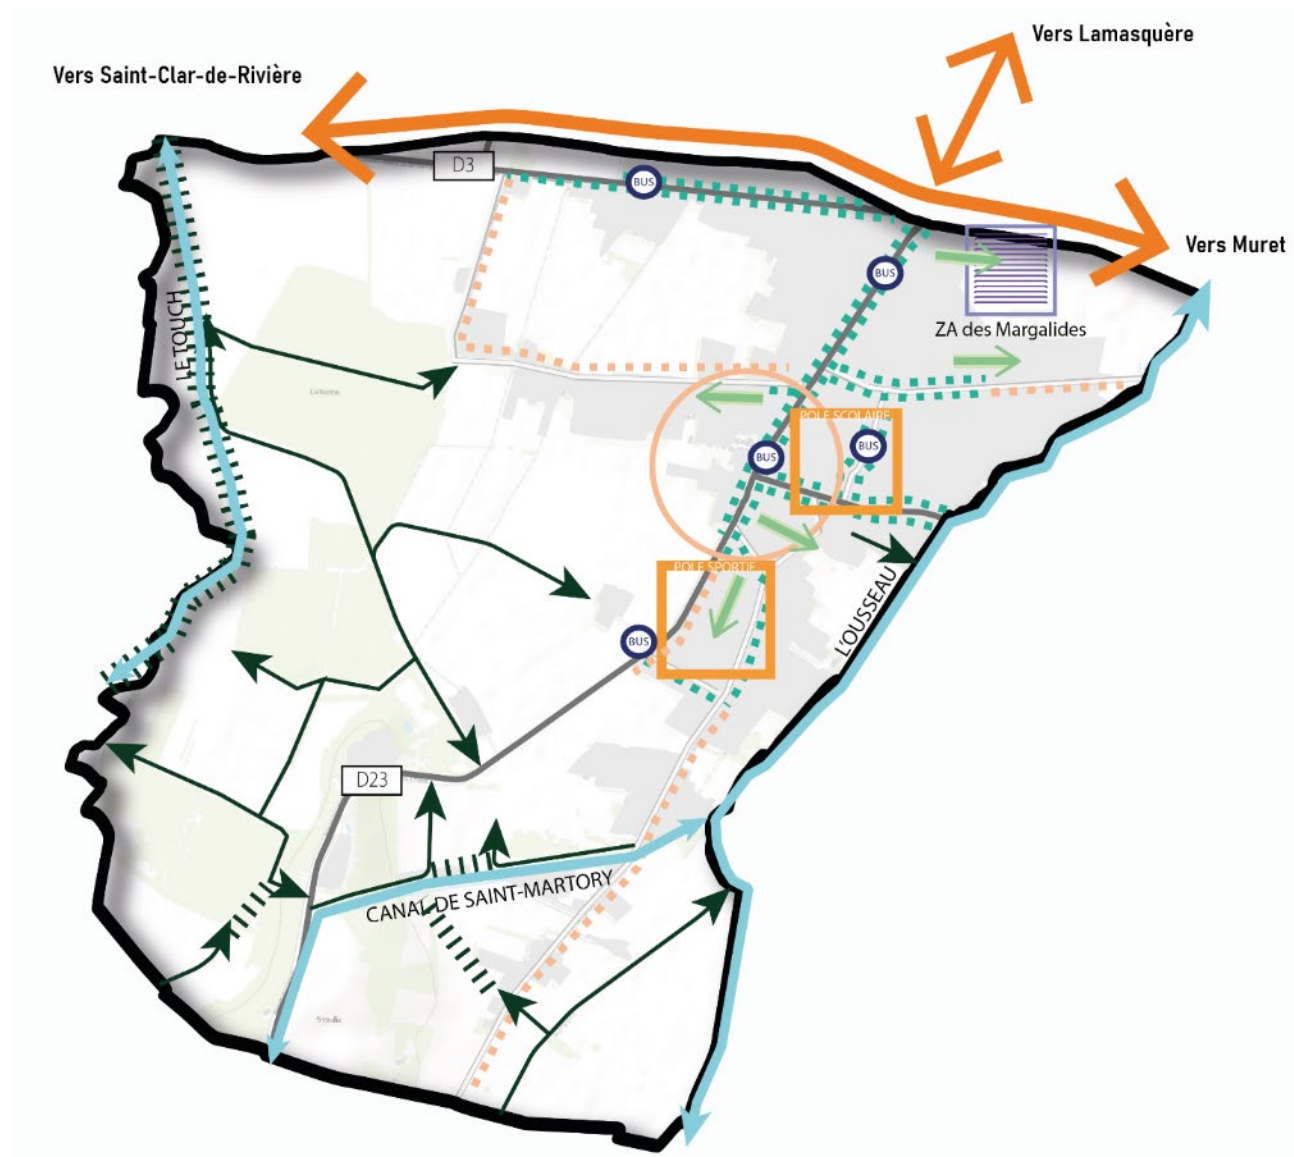 Vers Lamasquère
Vers Saint-Clar-de-Rivière
D3
BUS
Vers Muret
BUS
LE TOUCH
ZA des Margalides
POLE SCOLAIRE
BUS
BUS
POLE SPORTIF
L'OUSSEAU
BUS
D23
CANAL DE SAINT-MARTORY